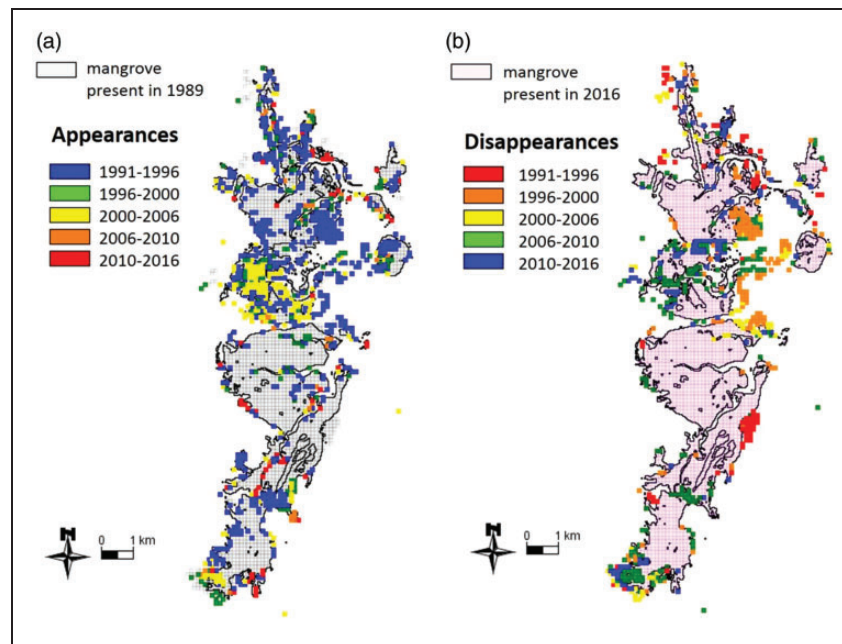 (a)
mangrove
present in 1989
Appearances
1991-1996
1996-2000
2000-2006
2006-2010
2010-2016
N
0 1 km
(b)
mangrove
present in 2016
Disappearances
1991-1996
1996-2000
2000-2006
2006-2010
2010-2016
N
0 1 km